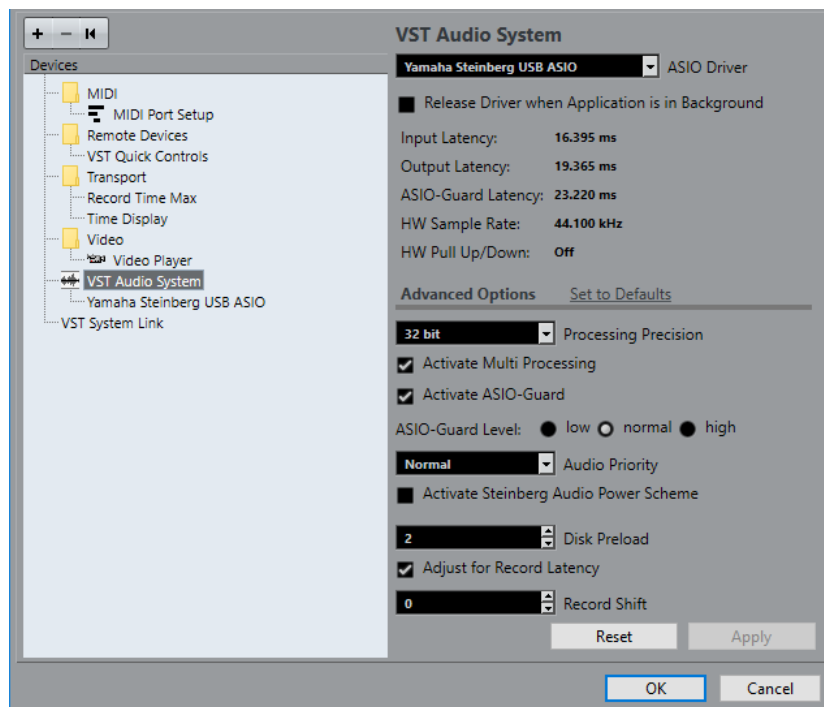 Devices
MIDI
MIDI Port Setup
Remote Devices
VST Quick Controls
Transport
Record Time Max
Time Display
Video
Video Player
VST Audio System
Yamaha Steinberg USB ASIO
VST System Link
VST Audio System
Yamaha Steinberg USB ASIO ASIO Driver
Release Driver when Application is in Background
Input Latency: 16.395 ms
Output Latency: 19.365 ms
ASIO-Guard Latency: 23.220 ms
HW Sample Rate: 44.100 kHz
HW Pull Up/Down: Off
Advanced Options Set to Defaults
32 bit Processing Precision
Activate Multi Processing
Activate ASIO-Guard
ASIO-Guard Level: low normal high
Normal Audio Priority
Activate Steinberg Audio Power Scheme
2 Disk Preload
Adjust for Record Latency
0 Record Shift
Reset Apply
OK Cancel